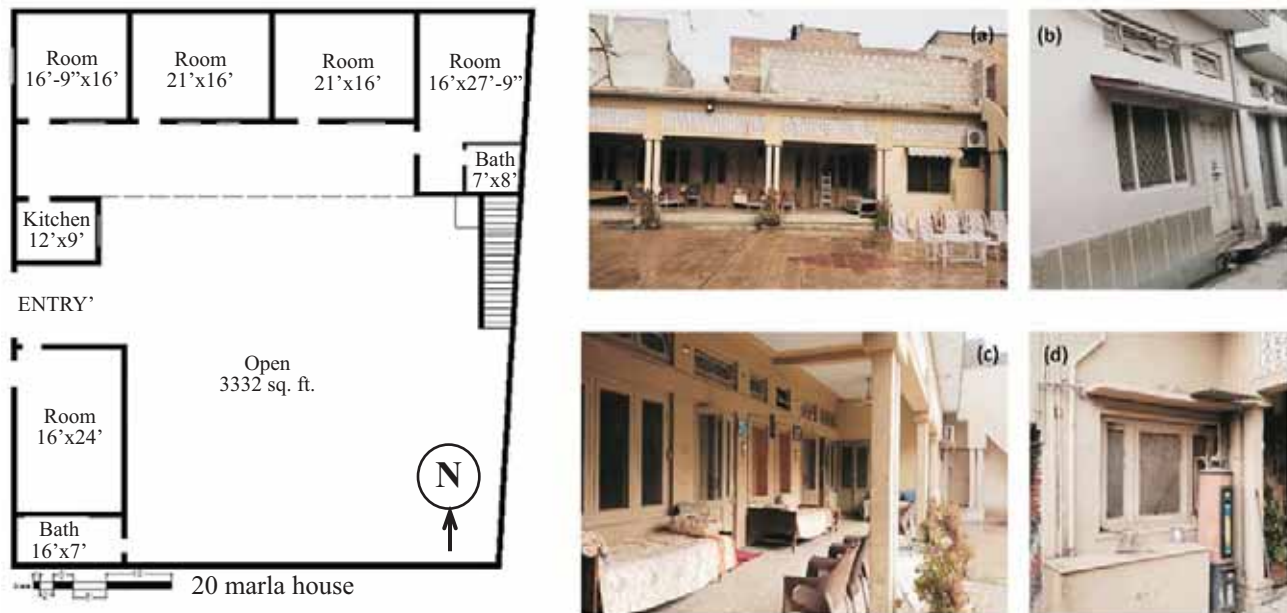 Room
16'-9”x16’
Room
21’x16’
Room
21’x16’
Room
16’x27’-9”
Bath
7’x8’
Kitchen
12’x9’
ENTRY’
Open
3332 sq. ft.
Room
16’x24’
N
Bath
16’x7’
20 marla house
(a)
(b)
(c)
(d)